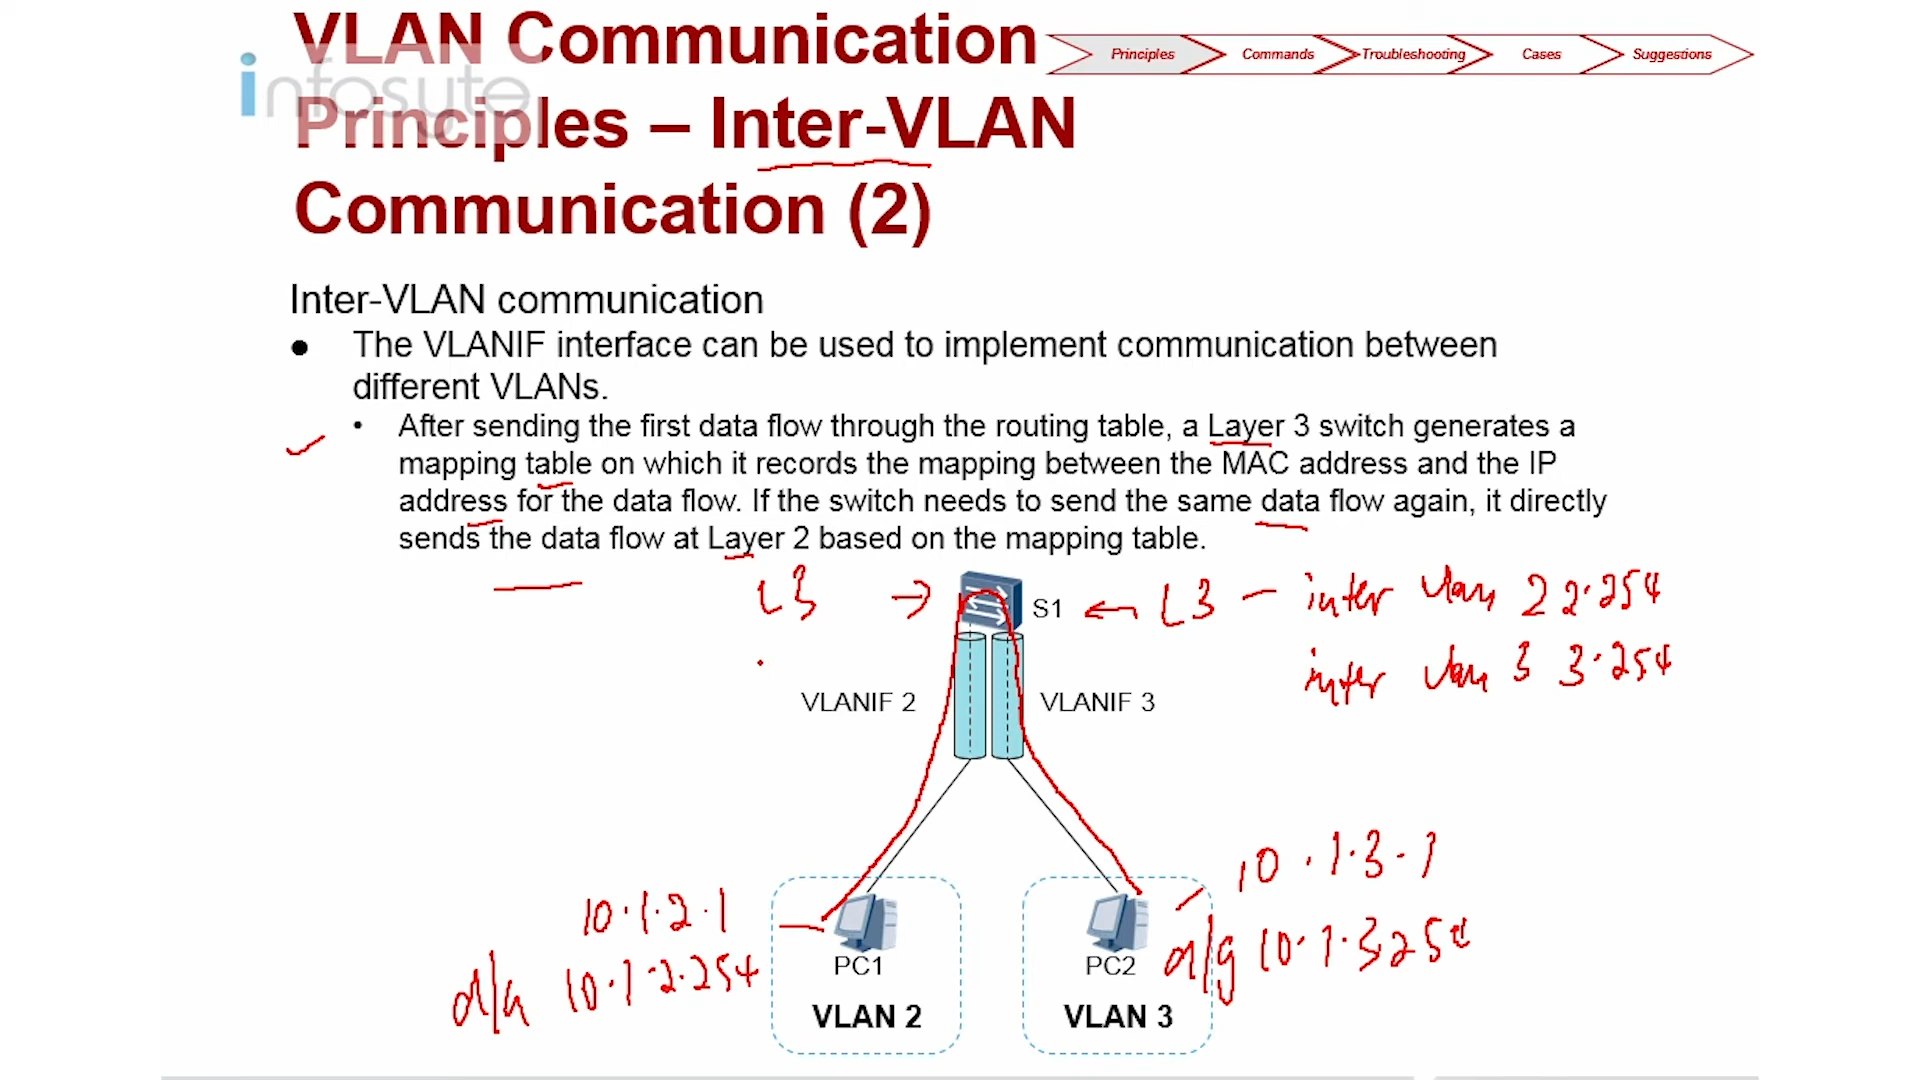 VLAN Communication
Principles – Inter-VLAN
Communication (2)
infosyte
Principles
Commands
Troubleshooting
Cases
Suggestions
Inter-VLAN communication
● The VLANIF interface can be used to implement communication between
different VLANs.
• After sending the first data flow through the routing table, a Layer 3 switch generates a
mapping table on which it records the mapping between the MAC address and the IP
address for the data flow. If the switch needs to send the same data flow again, it directly
sends the data flow at Layer 2 based on the mapping table.
L3 → S1 ← L3 – inter vlan 2 2.254
inter vlan 3 3.254
VLANIF 2
VLANIF 3
10.1.3.1
10.1.2.1
d/g 10.1.3.254
10.1.2.254
PC1
PC2
VLAN 2
VLAN 3